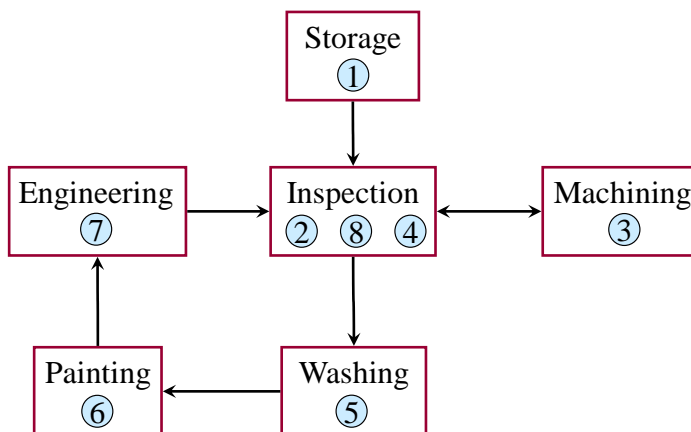 Storage
1
Engineering
7
Inspection
2 8 4
Machining
3
Painting
6
Washing
5